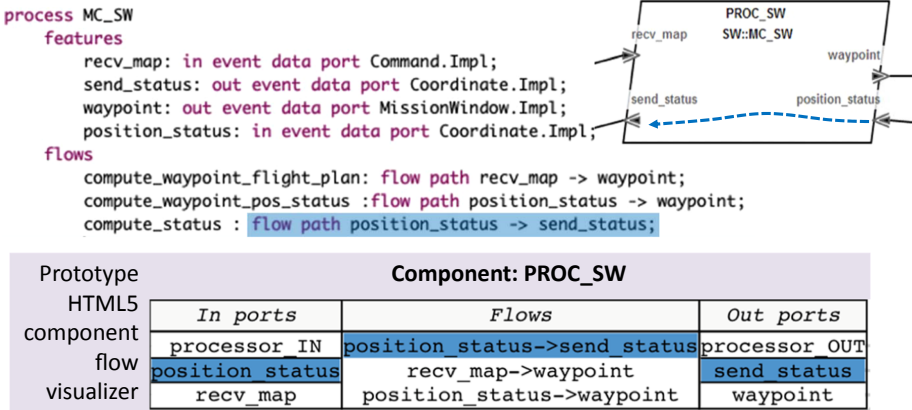 process MC_SW
features
recv_map: in event data port Command.Impl;
send_status: out event data port Coordinate.Impl;
waypoint: out event data port MissionWindow.Impl;
position_status: in event data port Coordinate.Impl;
flows
compute_waypoint_flight_plan: flow path recv_map -> waypoint;
compute_waypoint_pos_status :flow path position_status -> waypoint;
compute_status : flow path position_status -> send_status;
PROC_SW
SW::MC_SW
recv_map
waypoint
send_status
position_status
Prototype
HTML5
component
flow
visualizer
Component: PROC_SW
In ports Flows Out ports
processor_IN position_status->send_status processor_OUT
position_status recv_map->waypoint send_status
recv_map position_status->waypoint waypoint